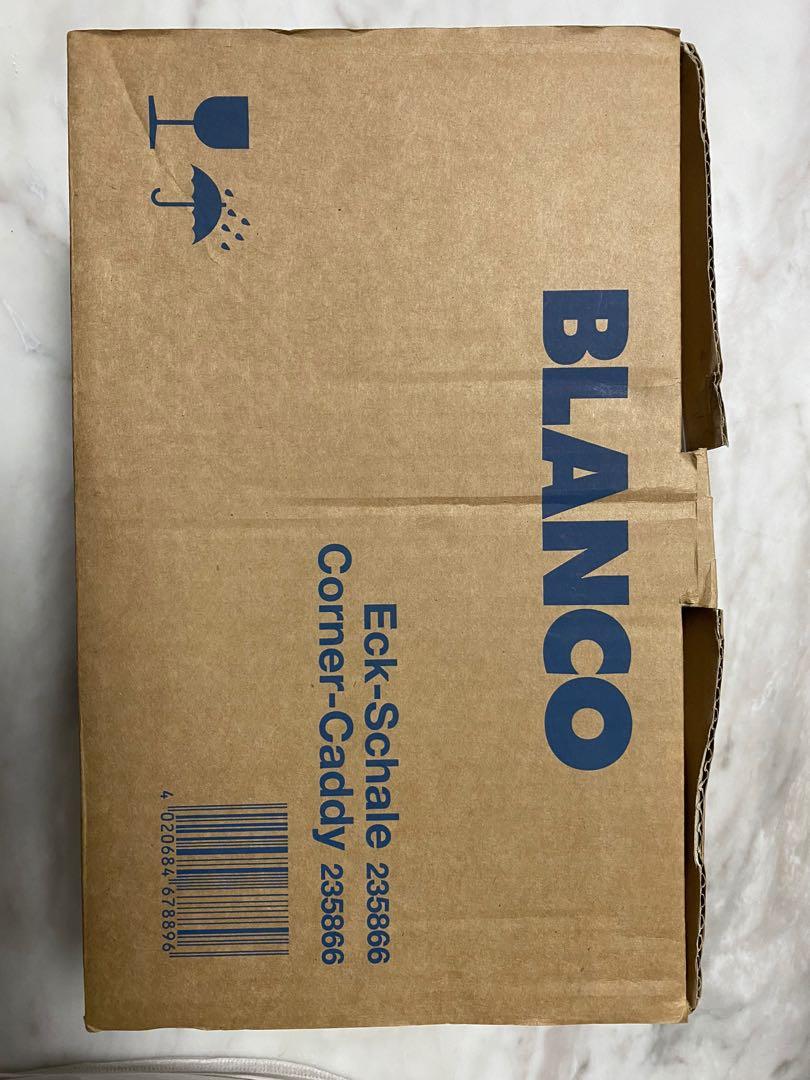 BLANCO
Eck-Schale 235866
Corner-Caddy 235866
4 020684 678896